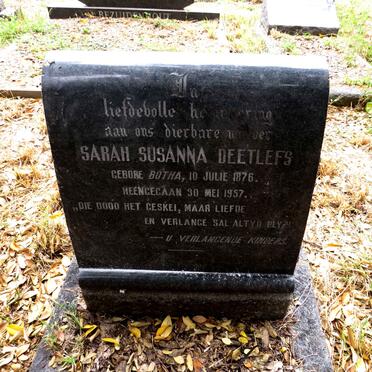 In
liefdevolle herinnering
aan ons dierbare moeder
SARAH SUSANNA DEETLEFS
GEBORE BOTHA, 10 JULIE 1876.
HEENGEGAAN 30 MEI 1957.
„DIE DOOD HET GESKEI, MAAR LIEFDE
EN VERLANGE SAL ALTYD BLY."
— U VERLANGENDE KINDERS.